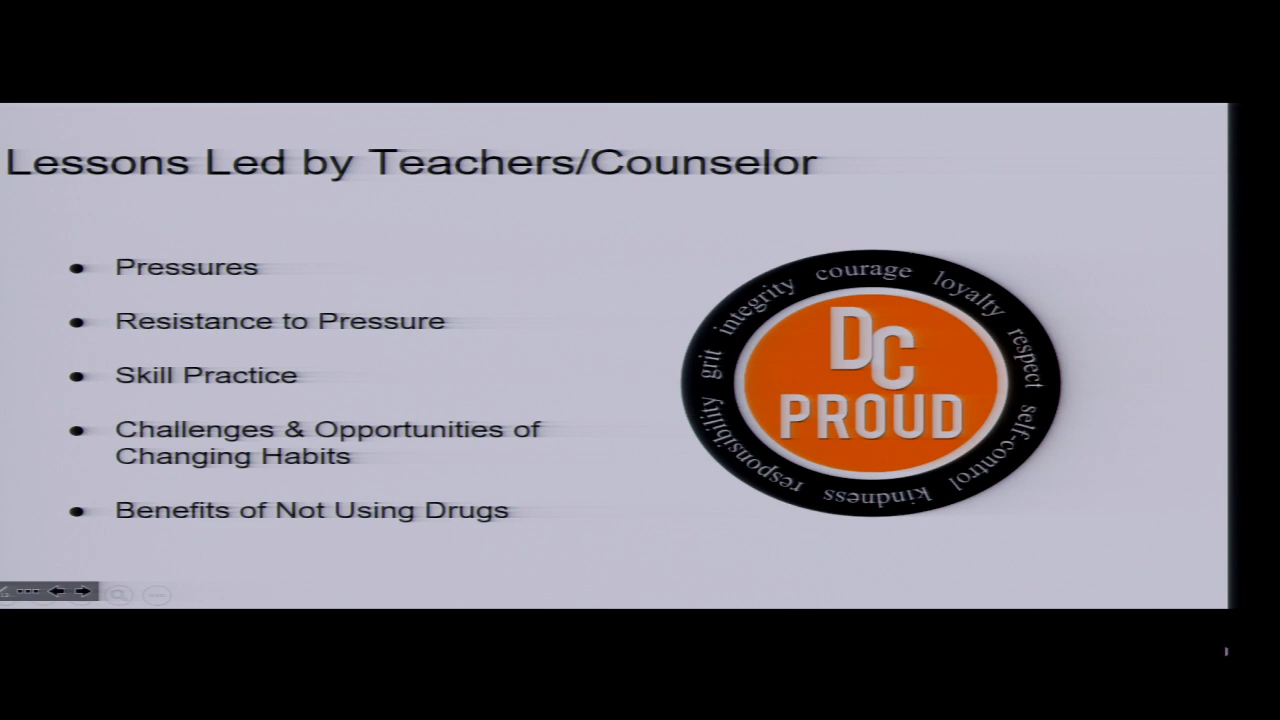 Lessons Led by Teachers/Counselor
● Pressures
● Resistance to Pressure
● Skill Practice
● Challenges & Opportunities of
Changing Habits
● Benefits of Not Using Drugs
responsibility grit integrity courage loyalty respect self-control kindness
DC
PROUD